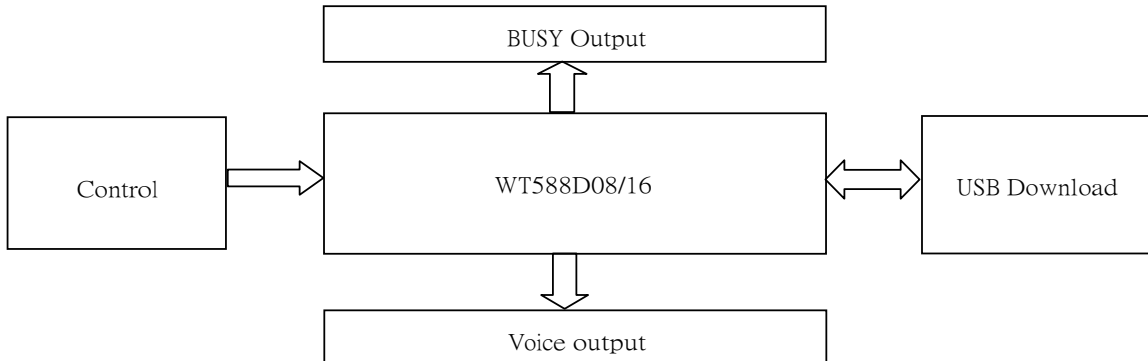 BUSY Output
Control
WT588D08/16
USB Download
Voice output